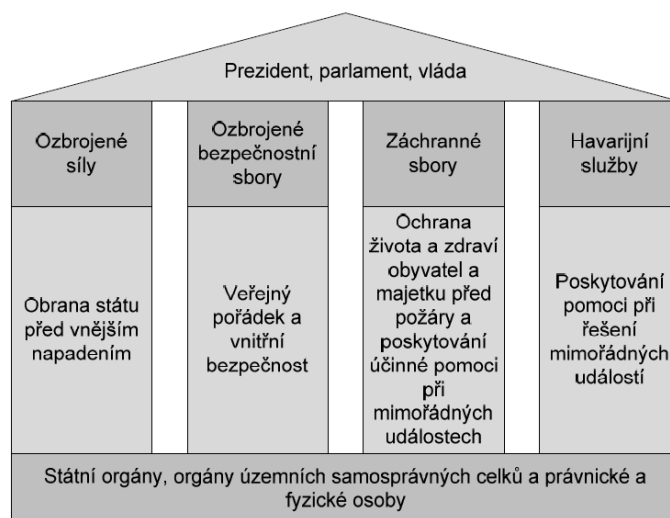 Prezident, parlament, vláda
Ozbrojené
síly
Ozbrojené
bezpečnostní
sbory
Záchranné
sbory
Havarijní
služby
Obrana státu
před vnějším
napadením
Veřejný
pořádek a
vnitřní
bezpečnost
Ochrana
života a zdraví
obyvatel a
majetku před
požáry a
poskytování
účinné pomoci
při
mimořádných
událostech
Poskytování
pomoci při
řešení
mimořádných
událostí
Státní orgány, orgány územních samosprávných celků a právnické a
fyzické osoby